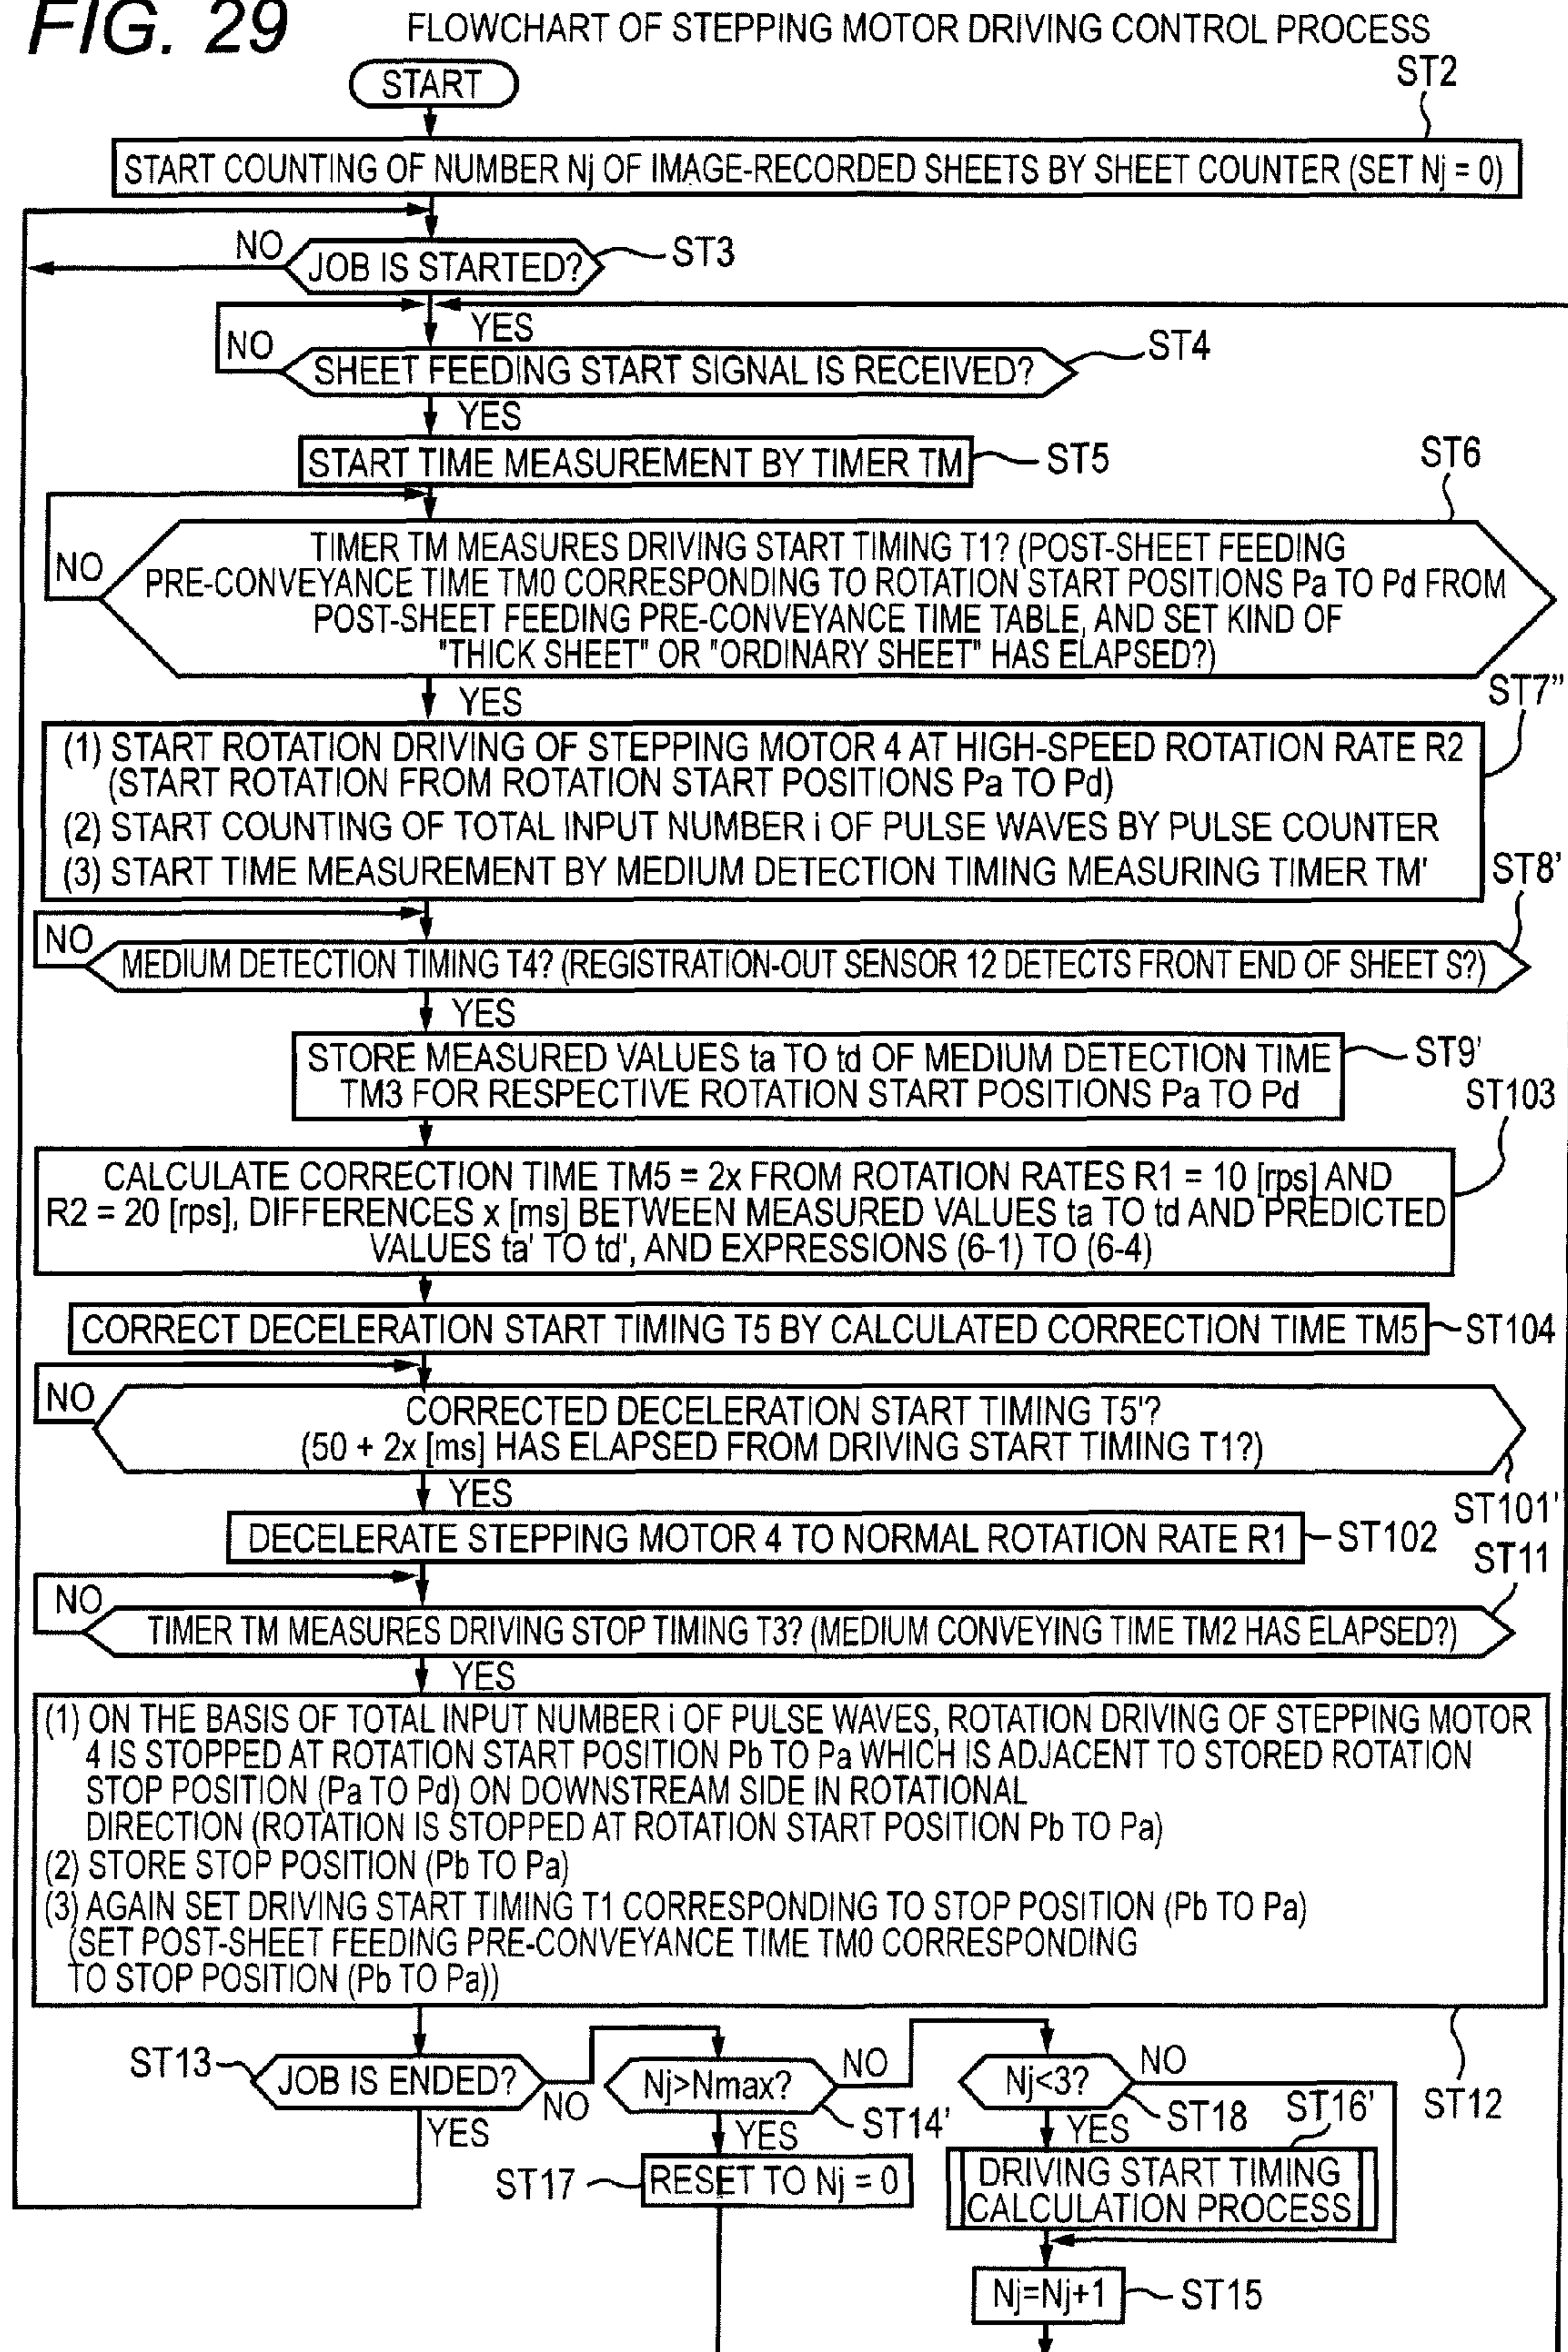 FIG. 29
FLOWCHART OF STEPPING MOTOR DRIVING CONTROL PROCESS
START
ST2
START COUNTING OF NUMBER Nj OF IMAGE-RECORDED SHEETS BY SHEET COUNTER (SET Nj = 0)
NO
JOB IS STARTED?
ST3
YES
NO
SHEET FEEDING START SIGNAL IS RECEIVED?
ST4
YES
START TIME MEASUREMENT BY TIMER TM
ST5
ST6
NO
TIMER TM MEASURES DRIVING START TIMING T1? (POST-SHEET FEEDING
PRE-CONVEYANCE TIME TM0 CORRESPONDING TO ROTATION START POSITIONS Pa TO Pd FROM
POST-SHEET FEEDING PRE-CONVEYANCE TIME TABLE, AND SET KIND OF
"THICK SHEET" OR "ORDINARY SHEET" HAS ELAPSED?)
YES
ST7"
(1) START ROTATION DRIVING OF STEPPING MOTOR 4 AT HIGH-SPEED ROTATION RATE R2
(START ROTATION FROM ROTATION START POSITIONS Pa TO Pd)
(2) START COUNTING OF TOTAL INPUT NUMBER i OF PULSE WAVES BY PULSE COUNTER
(3) START TIME MEASUREMENT BY MEDIUM DETECTION TIMING MEASURING TIMER TM'
ST8'
NO
MEDIUM DETECTION TIMING T4? (REGISTRATION-OUT SENSOR 12 DETECTS FRONT END OF SHEET S?)
YES
STORE MEASURED VALUES ta TO td OF MEDIUM DETECTION TIME
TM3 FOR RESPECTIVE ROTATION START POSITIONS Pa TO Pd
ST9'
ST103
CALCULATE CORRECTION TIME TM5 = 2x FROM ROTATION RATES R1 = 10 [rps] AND
R2 = 20 [rps], DIFFERENCES x [ms] BETWEEN MEASURED VALUES ta TO td AND PREDICTED
VALUES ta' TO td', AND EXPRESSIONS (6-1) TO (6-4)
CORRECT DECELERATION START TIMING T5 BY CALCULATED CORRECTION TIME TM5
ST104
NO
CORRECTED DECELERATION START TIMING T5'?
(50 + 2x [ms] HAS ELAPSED FROM DRIVING START TIMING T1?)
YES
ST101'
DECELERATE STEPPING MOTOR 4 TO NORMAL ROTATION RATE R1
ST102
ST11
NO
TIMER TM MEASURES DRIVING STOP TIMING T3? (MEDIUM CONVEYING TIME TM2 HAS ELAPSED?)
YES
(1) ON THE BASIS OF TOTAL INPUT NUMBER i OF PULSE WAVES, ROTATION DRIVING OF STEPPING MOTOR
4 IS STOPPED AT ROTATION START POSITION Pb TO Pa WHICH IS ADJACENT TO STORED ROTATION
STOP POSITION (Pa TO Pd) ON DOWNSTREAM SIDE IN ROTATIONAL
DIRECTION (ROTATION IS STOPPED AT ROTATION START POSITION Pb TO Pa)
(2) STORE STOP POSITION (Pb TO Pa)
(3) AGAIN SET DRIVING START TIMING T1 CORRESPONDING TO STOP POSITION (Pb TO Pa)
(SET POST-SHEET FEEDING PRE-CONVEYANCE TIME TM0 CORRESPONDING
TO STOP POSITION (Pb TO Pa))
ST12
ST13
JOB IS ENDED?
NO
YES
Nj>Nmax?
NO
ST14'
YES
ST17
RESET TO Nj = 0
Nj<3?
NO
ST18
YES
ST16'
DRIVING START TIMING
CALCULATION PROCESS
Nj=Nj+1
ST15